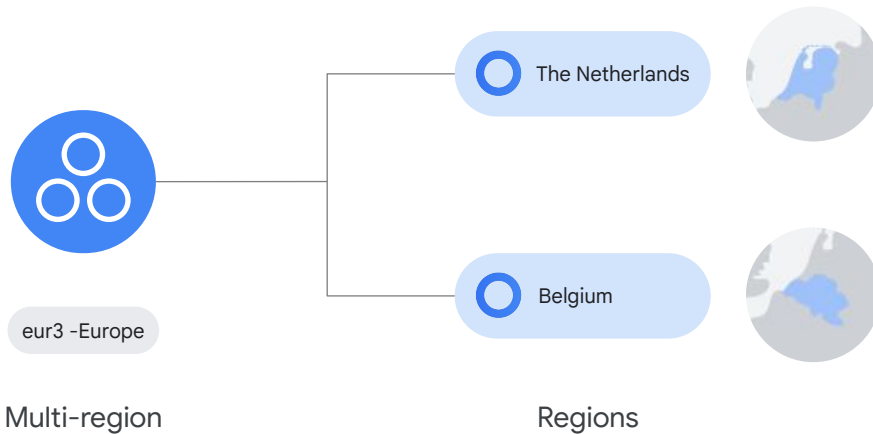 The Netherlands
Belgium
eur3 -Europe
Multi-region
Regions